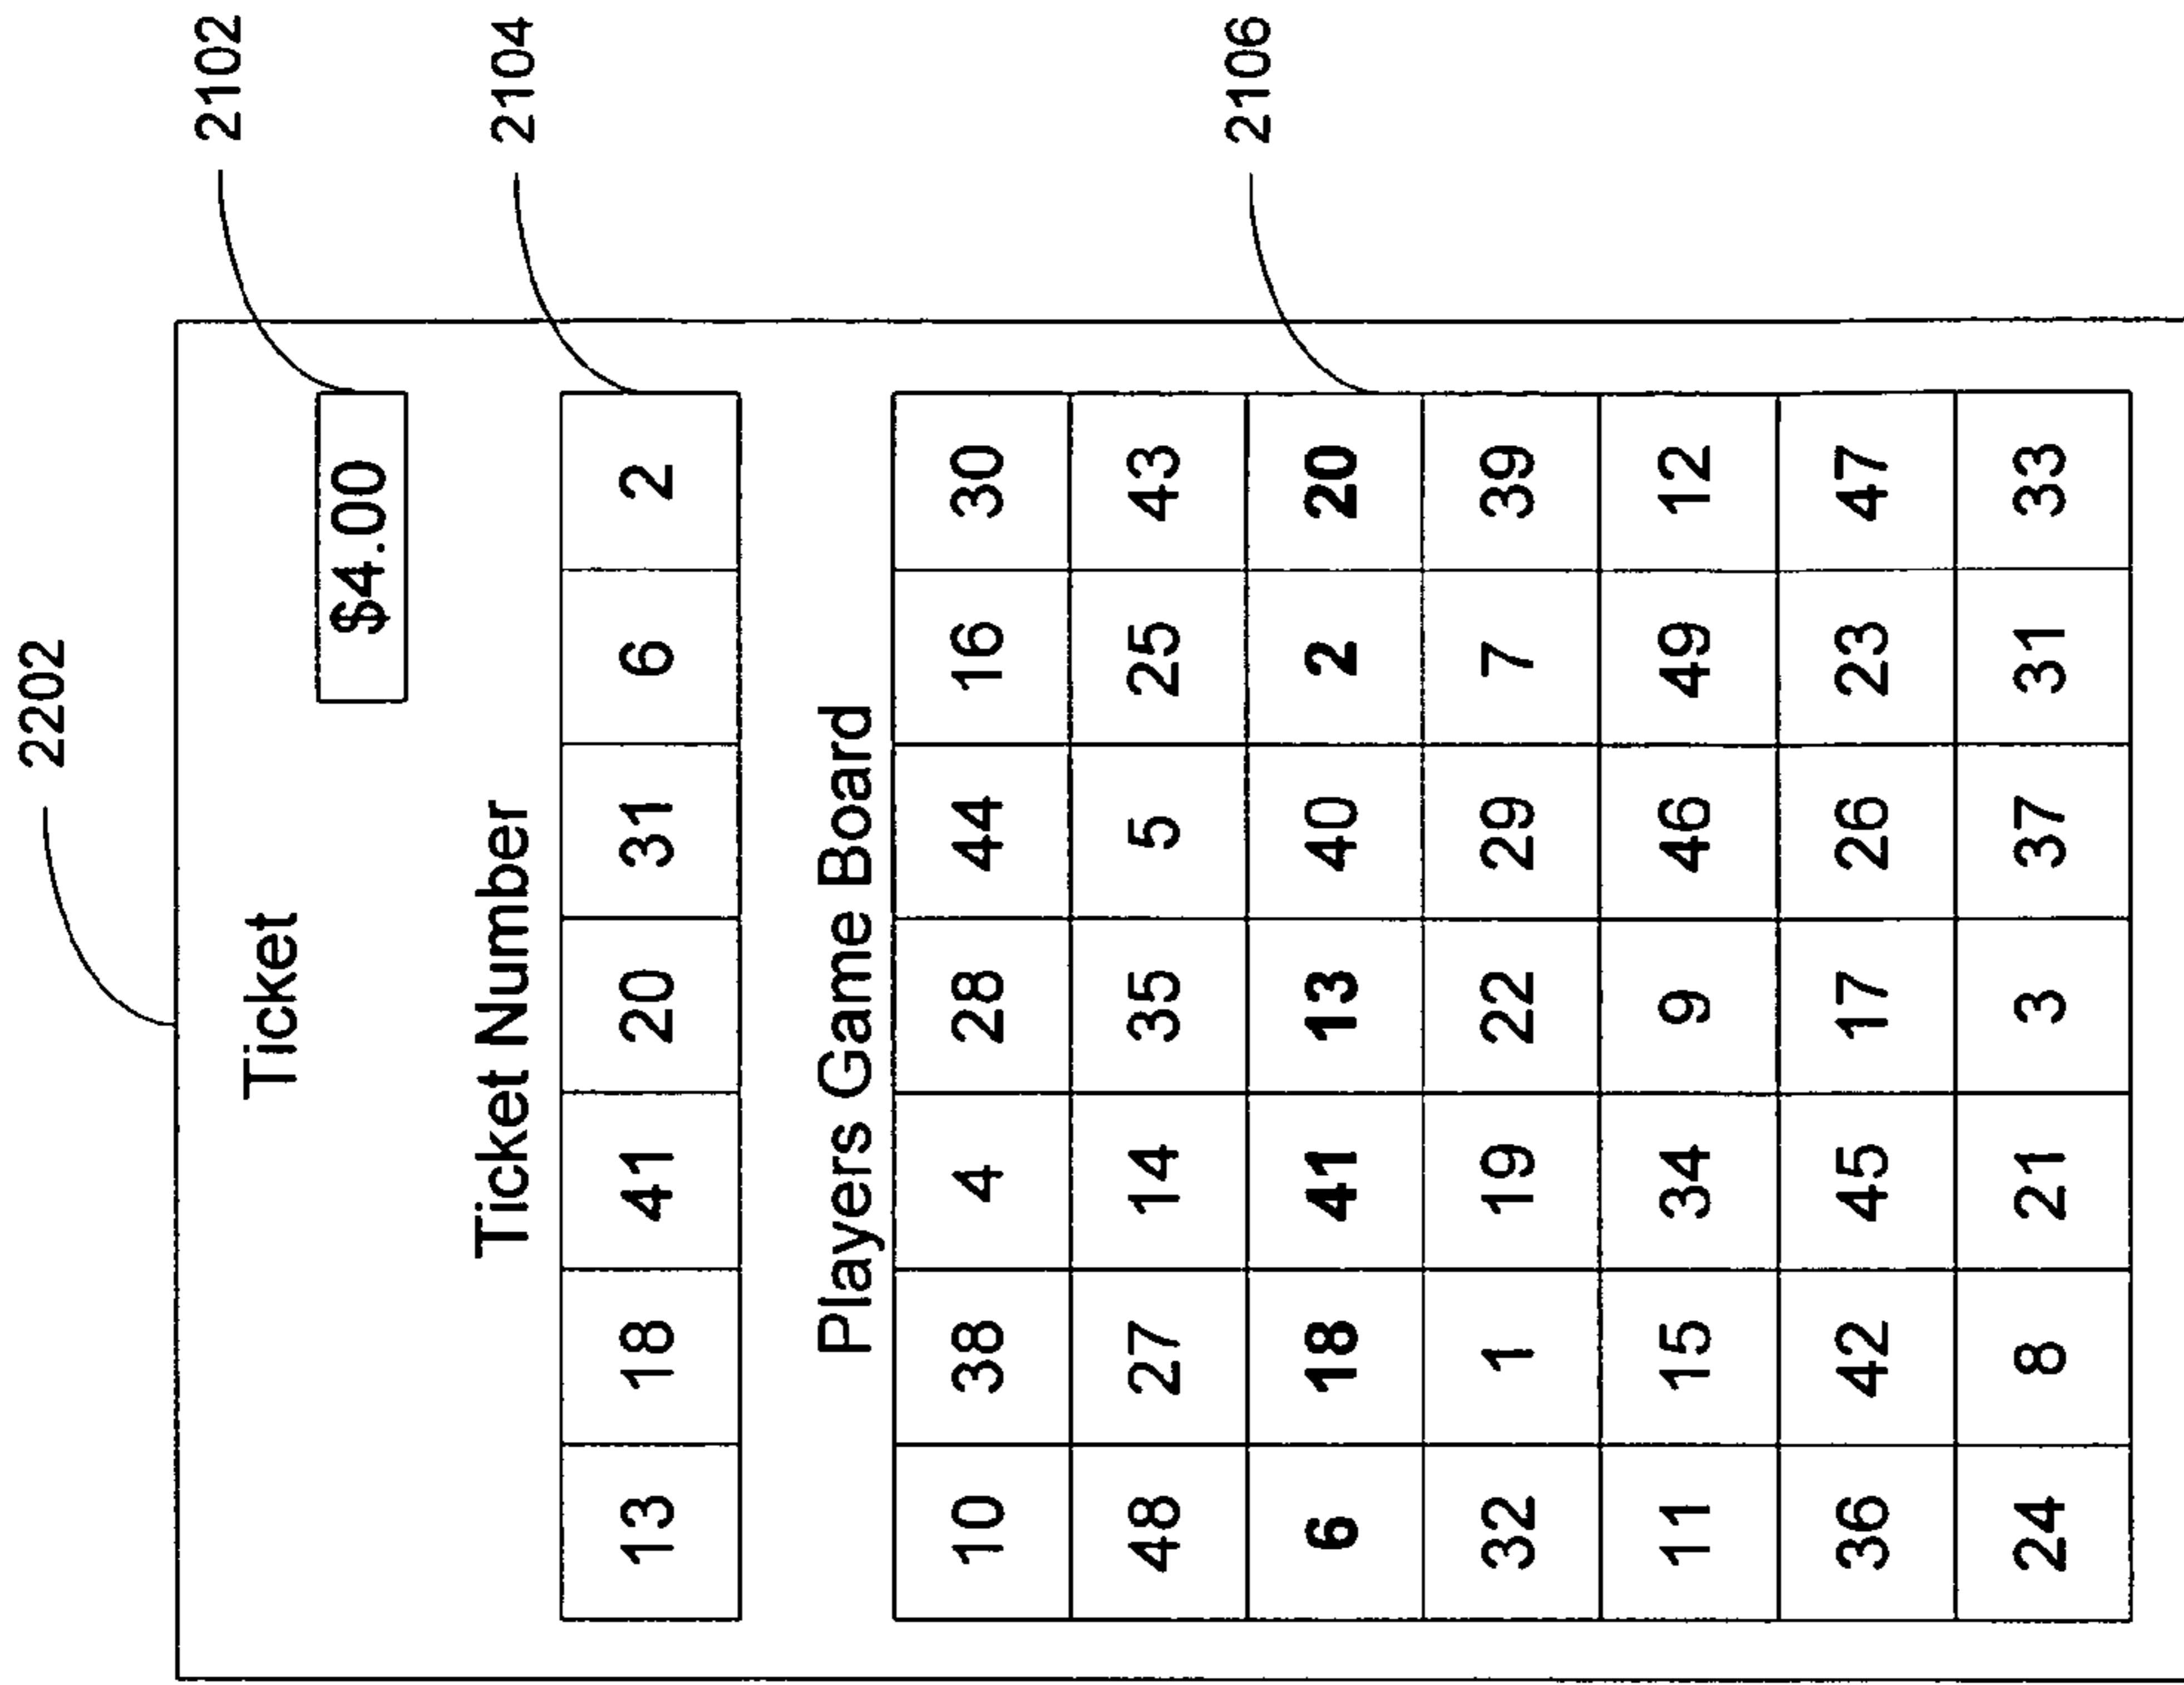 2202
Ticket
2102
$4.00
Ticket Number
2104
13 18 41 20 31 6 2
Players Game Board
2106
10 38 4 28 44 16 30
48 27 14 35 5 25 43
6 18 41 13 40 2 20
32 1 19 22 29 7 39
11 15 34 9 46 49 12
36 42 45 17 26 23 47
24 8 21 3 37 31 33